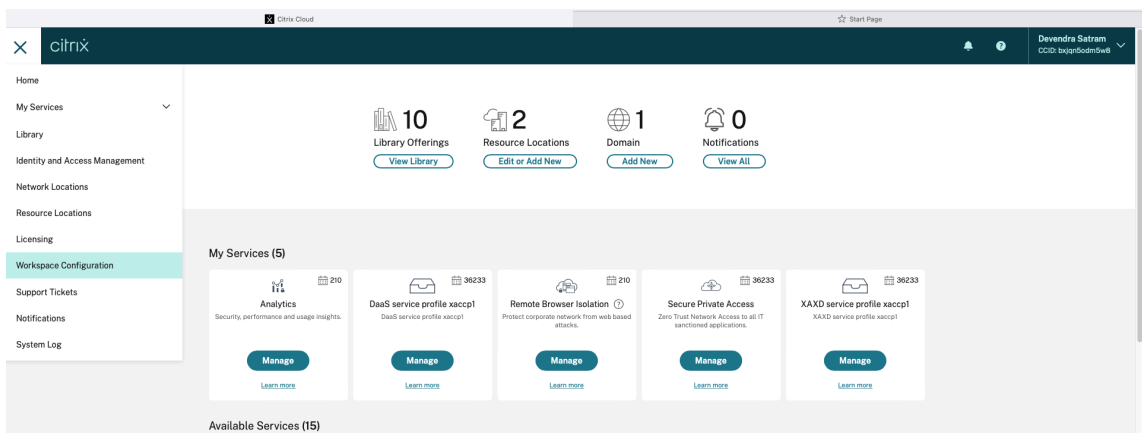 Citrix Cloud
Start Page
citrix
Devendra Satram
CCID: bxjqn5odm5w8
Home
My Services
Library
Identity and Access Management
Network Locations
Resource Locations
Licensing
Workspace Configuration
Support Tickets
Notifications
System Log
10
Library Offerings
View Library
2
Resource Locations
Edit or Add New
1
Domain
Add New
0
Notifications
View All
My Services (5)
210
Analytics
Security, performance and usage insights.
Manage
Learn more
36233
DaaS service profile xaccp1
DaaS service profile xaccp1
Manage
Learn more
210
Remote Browser Isolation ?
Protect corporate network from web based
attacks.
Manage
Learn more
36233
Secure Private Access
Zero Trust Network Access to all IT
sanctioned applications.
Manage
Learn more
36233
XAXD service profile xaccp1
XAXD service profile xaccp1
Manage
Learn more
Available Services (15)